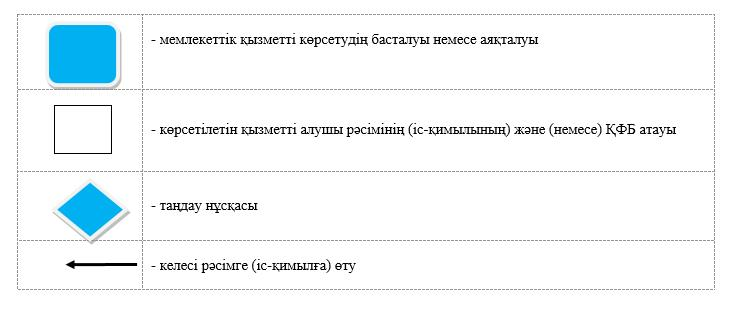 - мемлекеттік қызметті көрсетудің басталуы немесе аяқталуы
- көрсетілетін қызметті алушы рәсімінің (іс-қимылының) және (немесе) ҚФБ атауы
- таңдау нұсқасы
- келесі рәсімге (іс-қимылға) өту